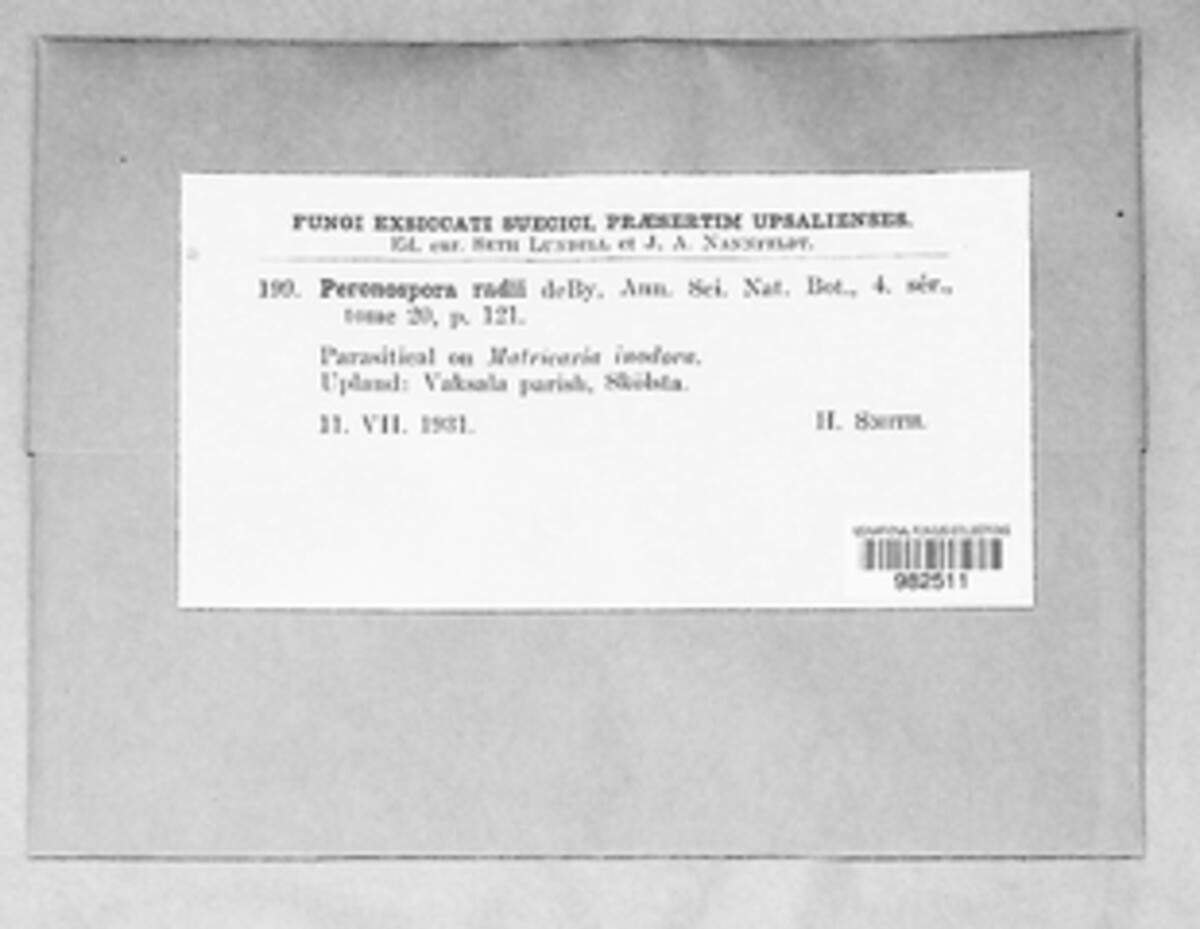 FUNGI EXSICCATI SUECICI, PRÆSERTIM UPSALIENSES.
Ed. cur. Seth Lundell et J. A. Nannfeldt.
199. Peronospora radii deBy, Ann. Sci. Nat. Bot., 4. sér.,
tome 20, p. 121.
Parasitical on Matricaria inodora.
Upland: Vaksala parish, Skölsta.
11. VII. 1931. H. Smith.
982511